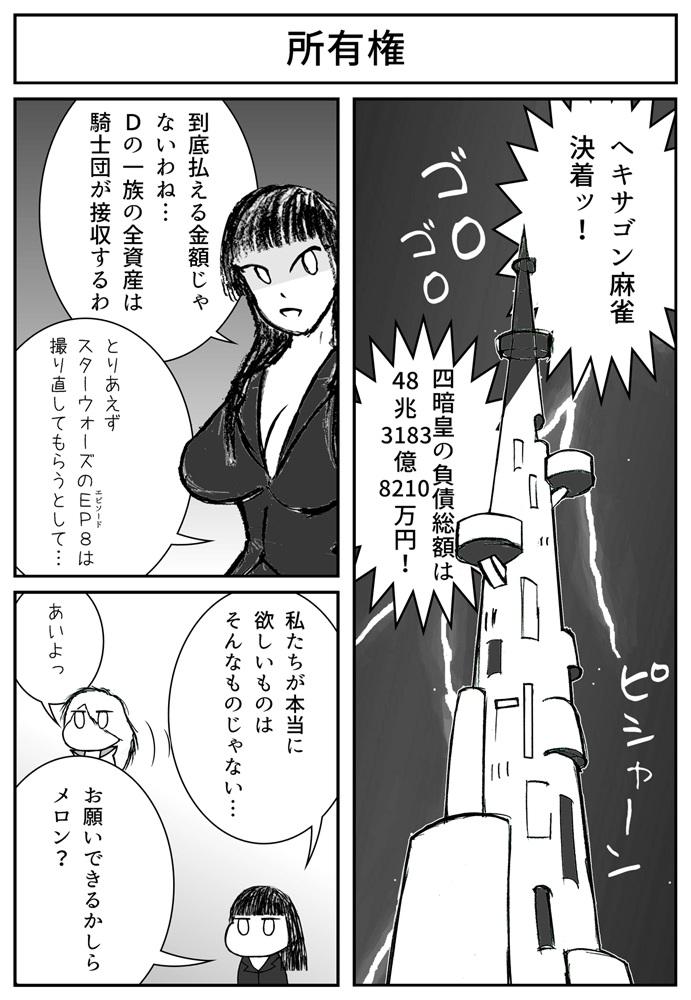 所有権
ヘキサゴン麻雀
決着ッ！
ゴロ
ゴロ
四暗皇の負債総額は
48兆3183億8210万円！
ピシャーン
到底払える金額じゃ
ないわね…
Dの一族の全資産は
騎士団が接収するわ
とりあえず
スターウォーズのEP8は
エピソード
撮り直してもらうとして…
私たちが本当に
欲しいものは
そんなものじゃない…
あいよっ
お願いできるかしら
メロン？